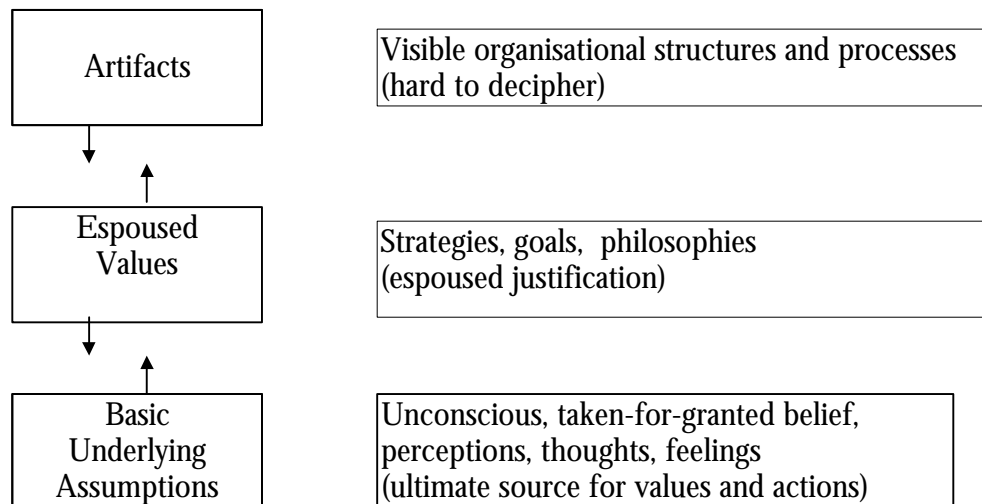 Artifacts
Visible organisational structures and processes
(hard to decipher)
Espoused
Values
Strategies, goals,  philosophies
(espoused justification)
Basic
Underlying
Assumptions
Unconscious, taken-for-granted belief,
perceptions, thoughts, feelings
(ultimate source for values and actions)